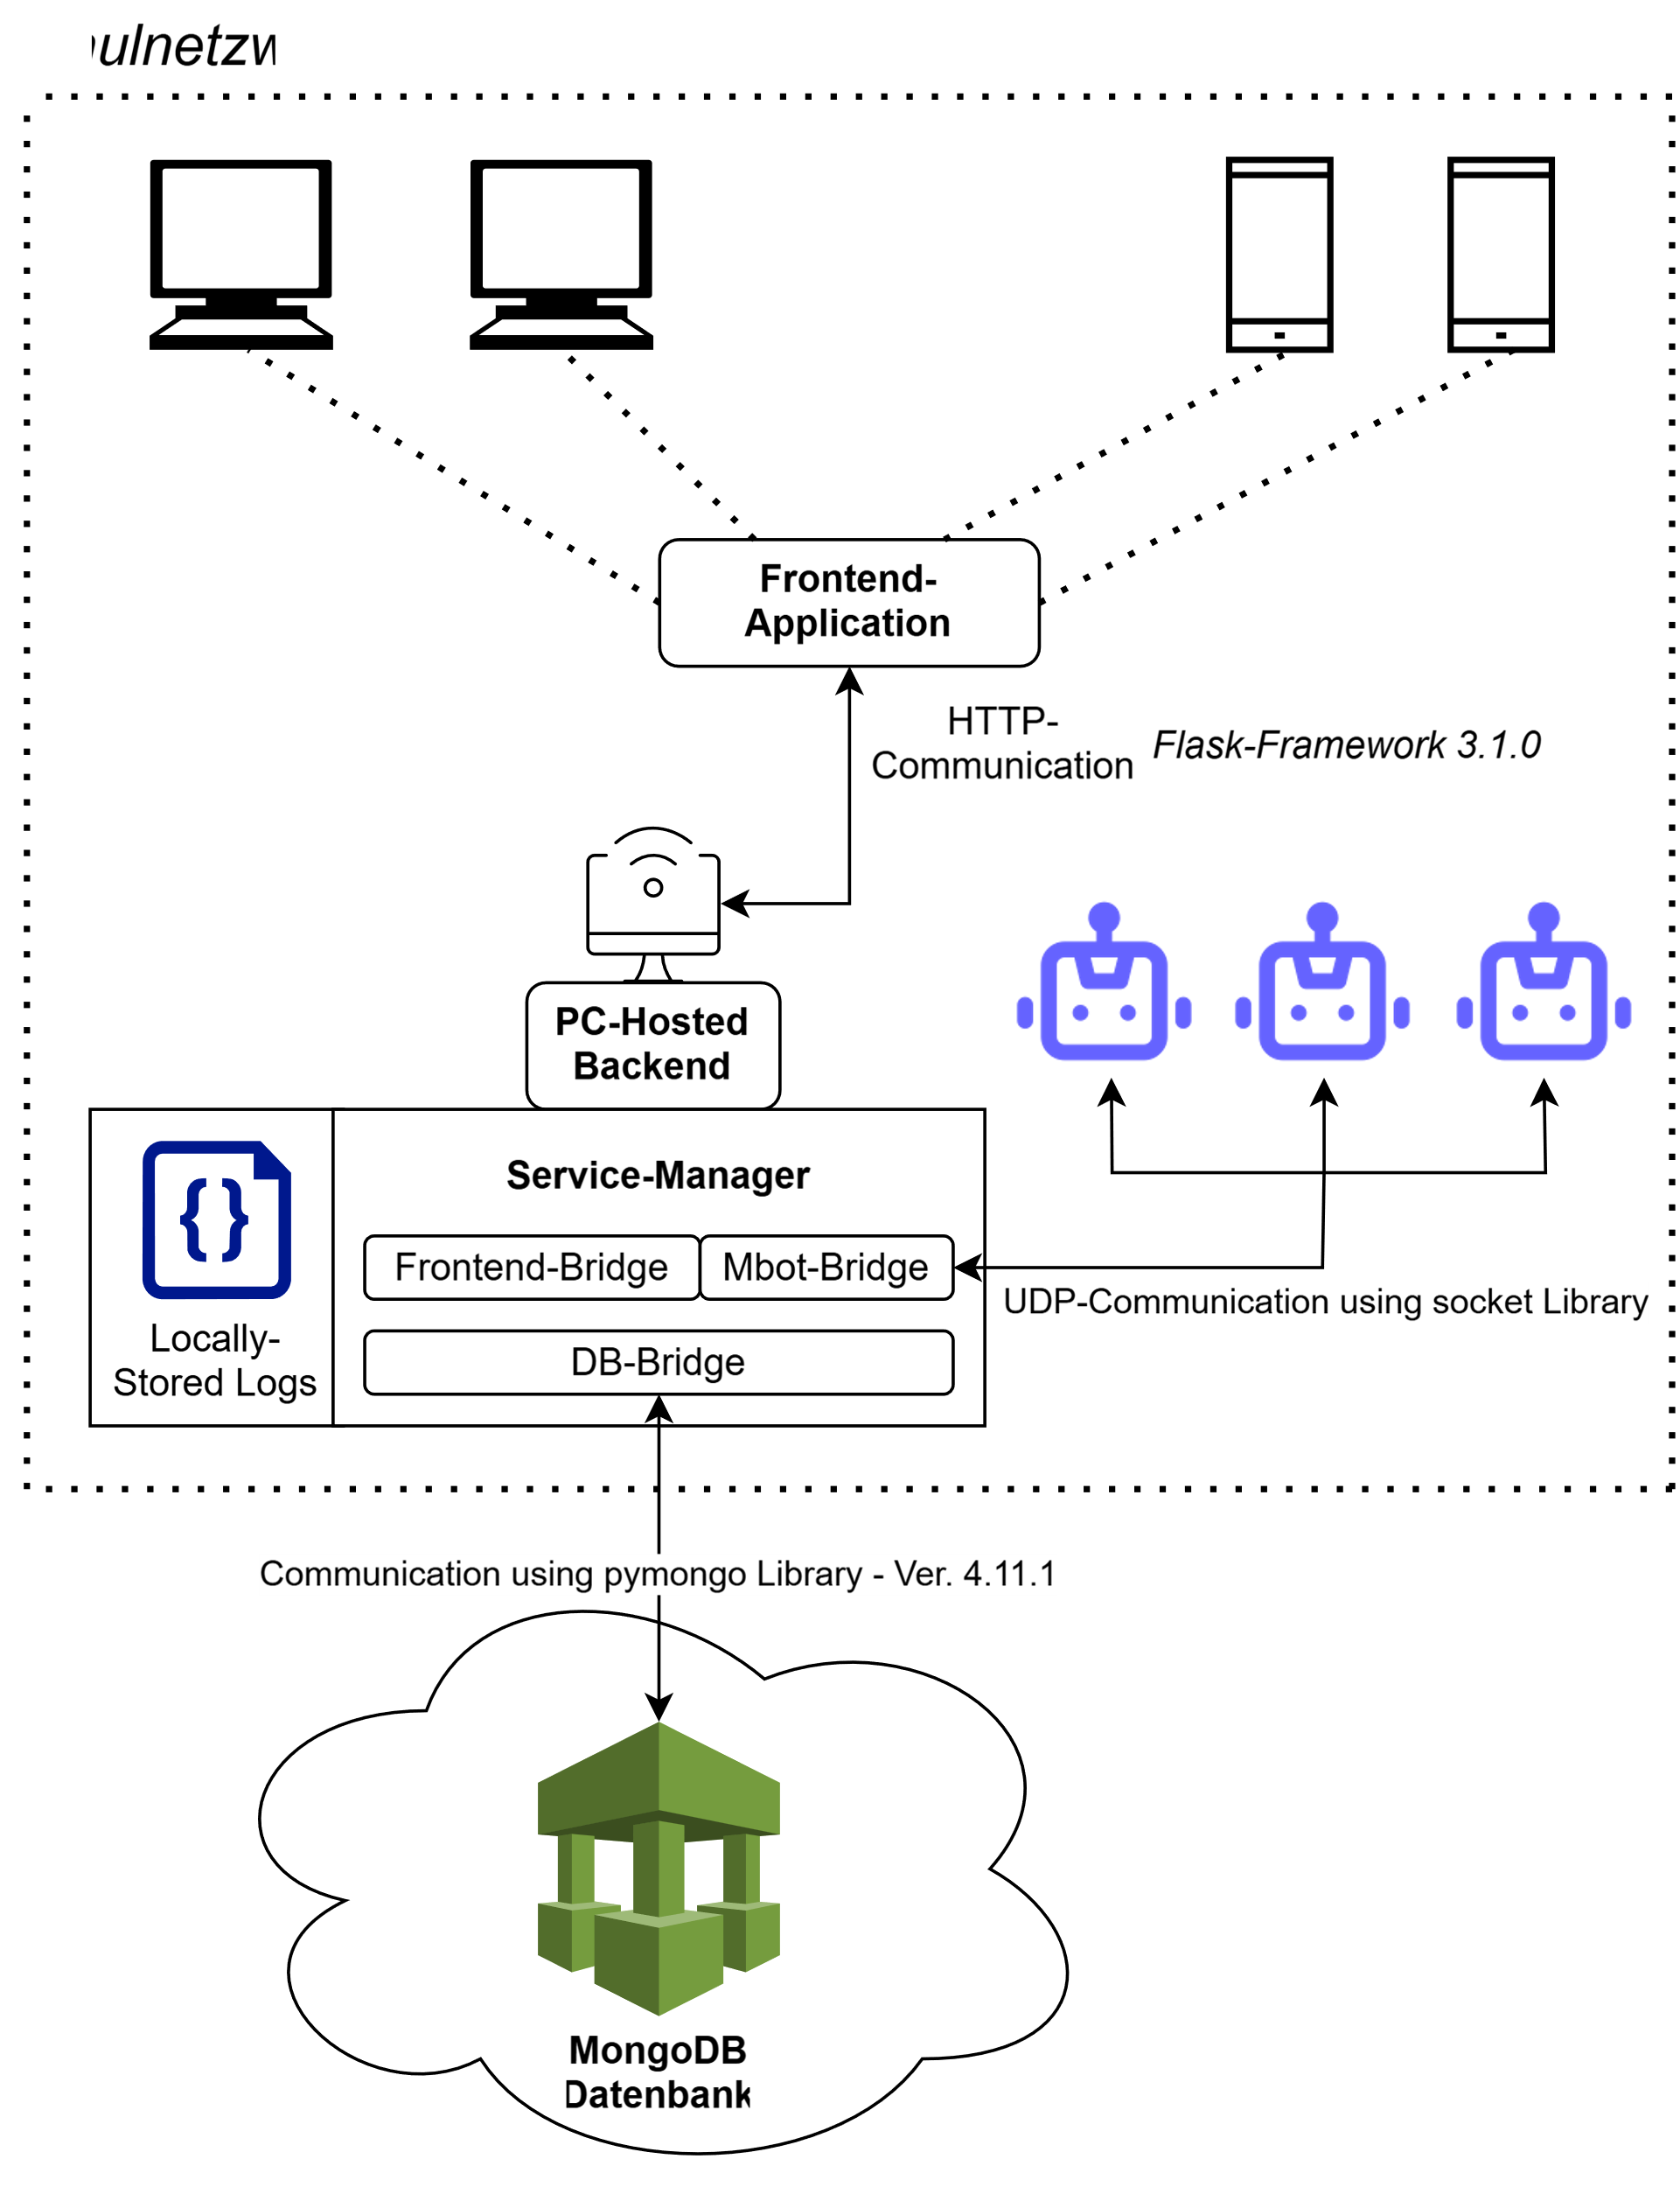 ulnetzw
Frontend-
Application
HTTP-
Communication
Flask-Framework 3.1.0
PC-Hosted
Backend
Service-Manager
Frontend-Bridge
Mbot-Bridge
DB-Bridge
Locally-
Stored Logs
UDP-Communication using socket Library
Communication using pymongo Library - Ver. 4.11.1
MongoDB
Datenbank